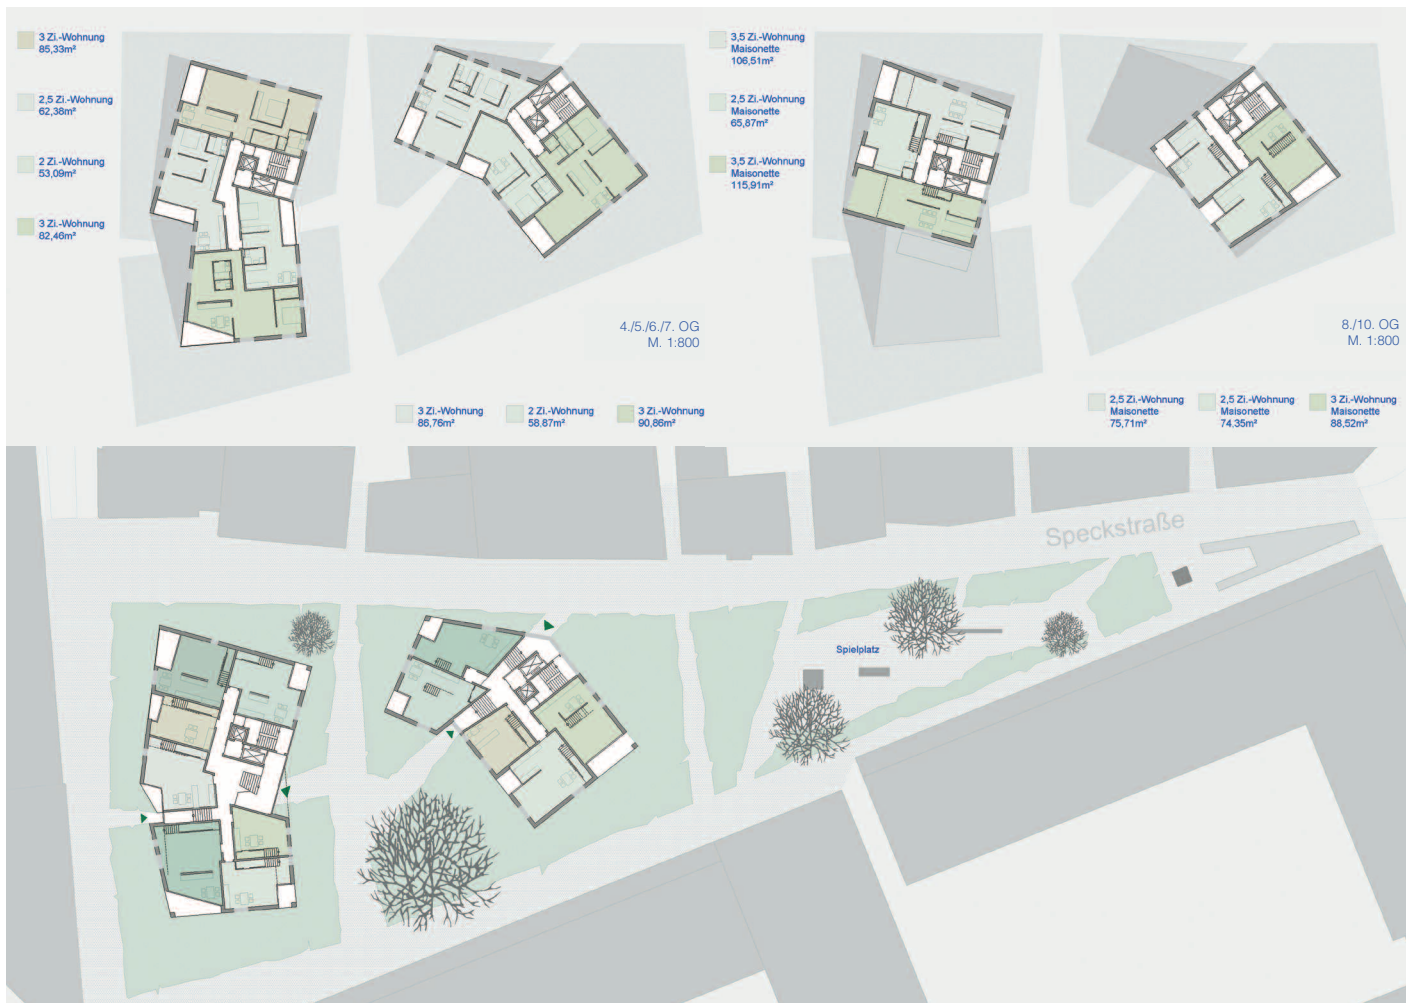 3 Zi.-Wohnung
85,33m²
2,5 Zi.-Wohnung
62,38m²
2 Zi.-Wohnung
53,09m²
3 Zi.-Wohnung
82,46m²
4./5./6./7. OG
M. 1:800
3 Zi.-Wohnung
86,76m²
2 Zi.-Wohnung
58,87m²
3 Zi.-Wohnung
90,86m²
3,5 Zi.-Wohnung
Maisonette
106,51m²
2,5 Zi.-Wohnung
Maisonette
65,87m²
3,5 Zi.-Wohnung
Maisonette
115,91m²
8./10. OG
M. 1:800
2,5 Zi.-Wohnung
Maisonette
75,71m²
2,5 Zi.-Wohnung
Maisonette
74,35m²
3 Zi.-Wohnung
Maisonette
88,52m²
Speckstraße
Spielplatz